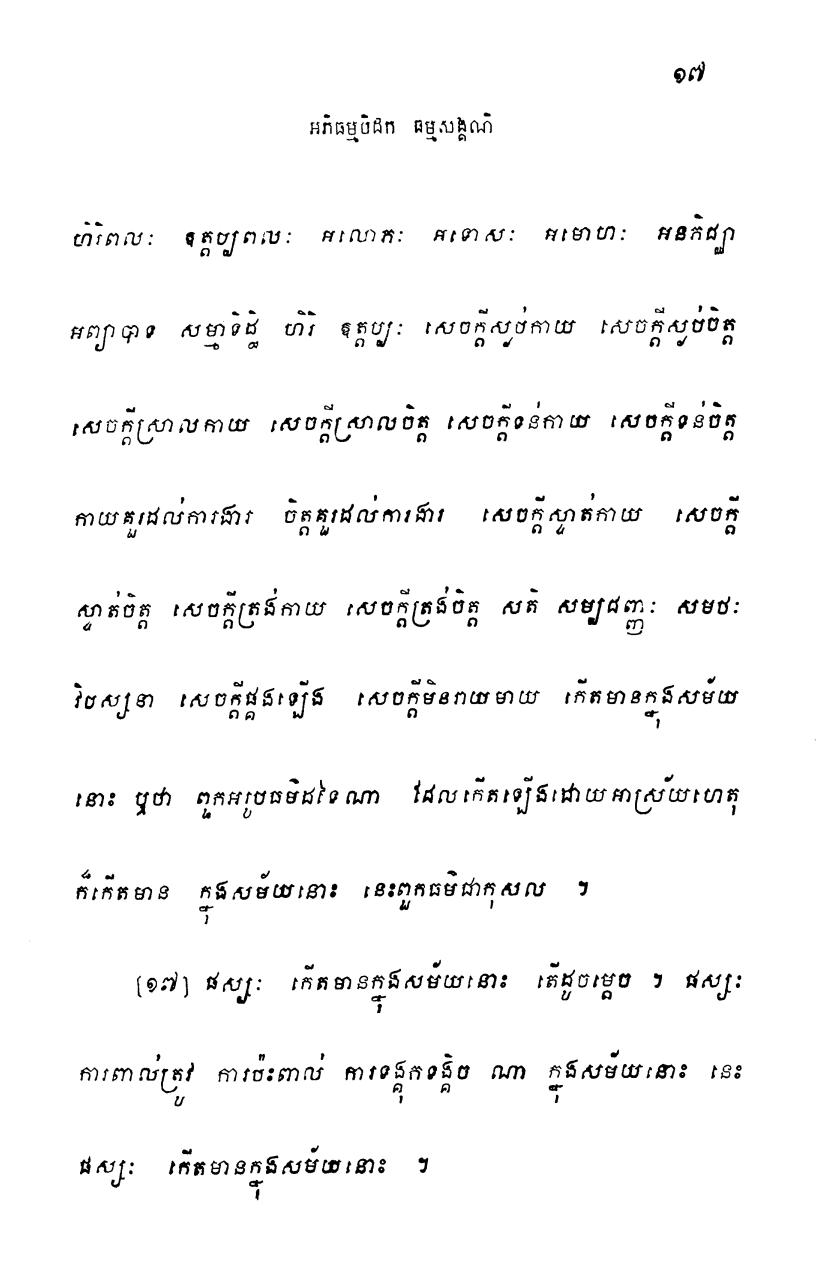 ១៧
អភិធម្មបិដក ធម្មសង្គណិ
ហិរិពលៈ ឧត្តប្បពលៈ អលោភៈ អទោសៈ អមោហៈ អនភិជ្ឈា
អព្យាបាទ សម្មាទិដ្ឋិ ហិរិ ឧត្តប្បៈ សេចក្តីស្ងប់កាយ សេចក្តីស្ងប់ចិត្ត
សេចក្តីស្រាលកាយ សេចក្តីស្រាលចិត្ត សេចក្តីទន់កាយ សេចក្តីទន់ចិត្ត
កាយគួរដល់ការងារ ចិត្តគួរដល់ការងារ សេចក្តីស្ទាត់កាយ សេចក្តី
ស្ទាត់ចិត្ត សេចក្តីត្រង់កាយ សេចក្តីត្រង់ចិត្ត សតិ សម្បជញ្ញៈ សមថៈ
វិបស្សនា សេចក្តីផ្គងឡើង សេចក្តីមិនរាយមាយ កើតមានក្នុងសម័យ
នោះ ឬថា ពួកអរូបធម៌ដទៃណា ដែលកើតឡើងដោយអាស្រ័យហេតុ
ក៏កើតមាន ក្នុងសម័យនោះ នេះពួកធម៌ជាកុសល ។
[១៧] ផស្សៈ កើតមានក្នុងសម័យនោះ តើដូចម្តេច ។ ផស្សៈ
ការពាល់ត្រូវ ការប៉ះពាល់ ការទង្គុកទង្គិច ណា ក្នុងសម័យនោះ នេះ
ផស្សៈ កើតមានក្នុងសម័យនោះ ។